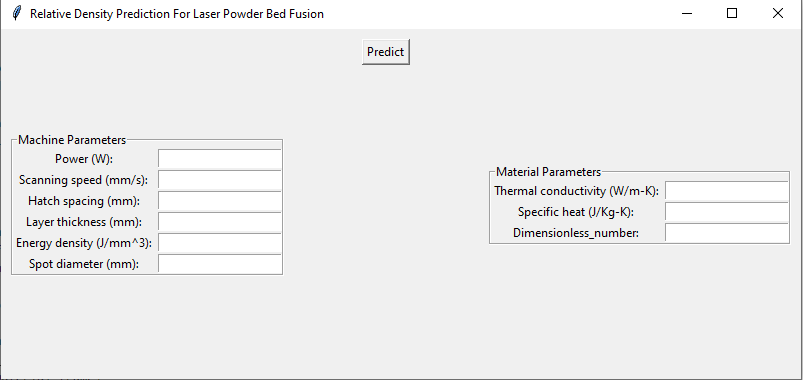 Relative Density Prediction For Laser Powder Bed Fusion
Predict
Machine Parameters
Power (W):
Scanning speed (mm/s):
Hatch spacing (mm):
Layer thickness (mm):
Energy density (J/mm^3):
Spot diameter (mm):
Material Parameters
Thermal conductivity (W/m-K):
Specific heat (J/Kg-K):
Dimensionless_number: